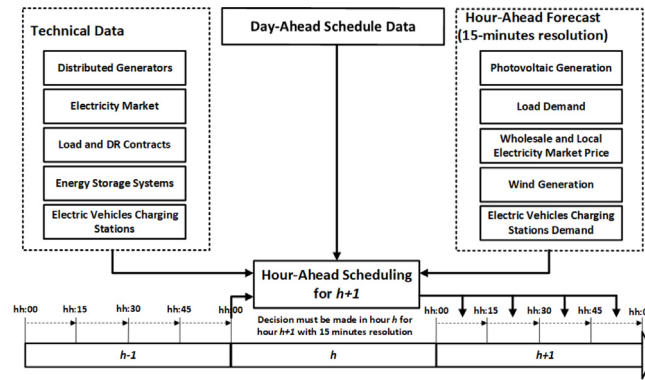 Technical Data
Distributed Generators
Electricity Market
Load and DR Contracts
Energy Storage Systems
Electric Vehicles Charging
Stations
Day-Ahead Schedule Data
Hour-Ahead Forecast
(15-minutes resolution)
Photovoltaic Generation
Load Demand
Wholesale and Local
Electricity Market Price
Wind Generation
Electric Vehicles Charging
Stations Demand
Hour-Ahead Scheduling
for h+1
Decision must be made in hour h for
hour h+1 with 15 minutes resolution
hh:00 hh:15 hh:30 hh:45 hh:00
hh:00 hh:15 hh:30 hh:45
h-1 h h+1